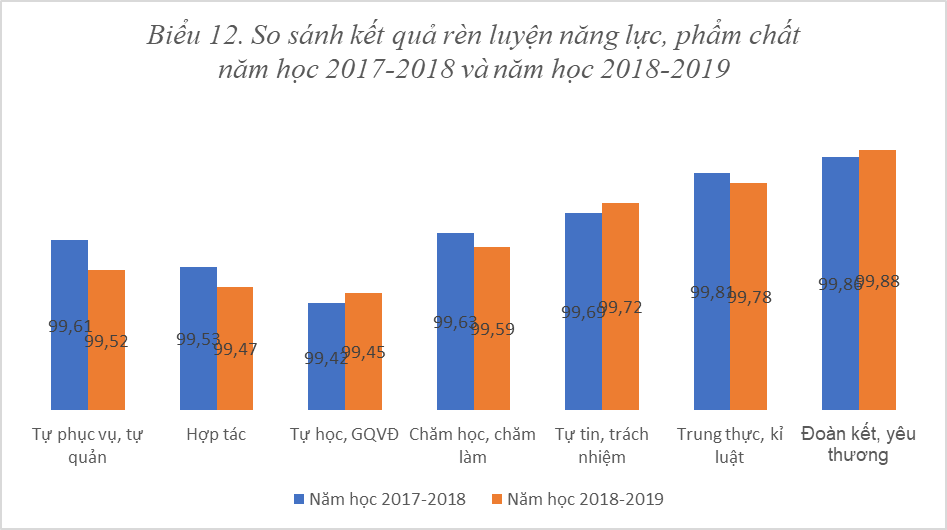 Biểu 12. So sánh kết quả rèn luyện năng lực, phẩm chất
năm học 2017-2018 và năm học 2018-2019
99,61
99,52
99,53
99,47
99,42
99,45
99,63
99,59
99,69
99,72
99,81
99,78
99,86
99,88
Tự phục vụ, tự
quản
Hợp tác
Tự học, GQVĐ
Chăm học, chăm
làm
Tự tin, trách
nhiệm
Trung thực, kỉ
luật
Đoàn kết, yêu
thương
Năm học 2017-2018
Năm học 2018-2019